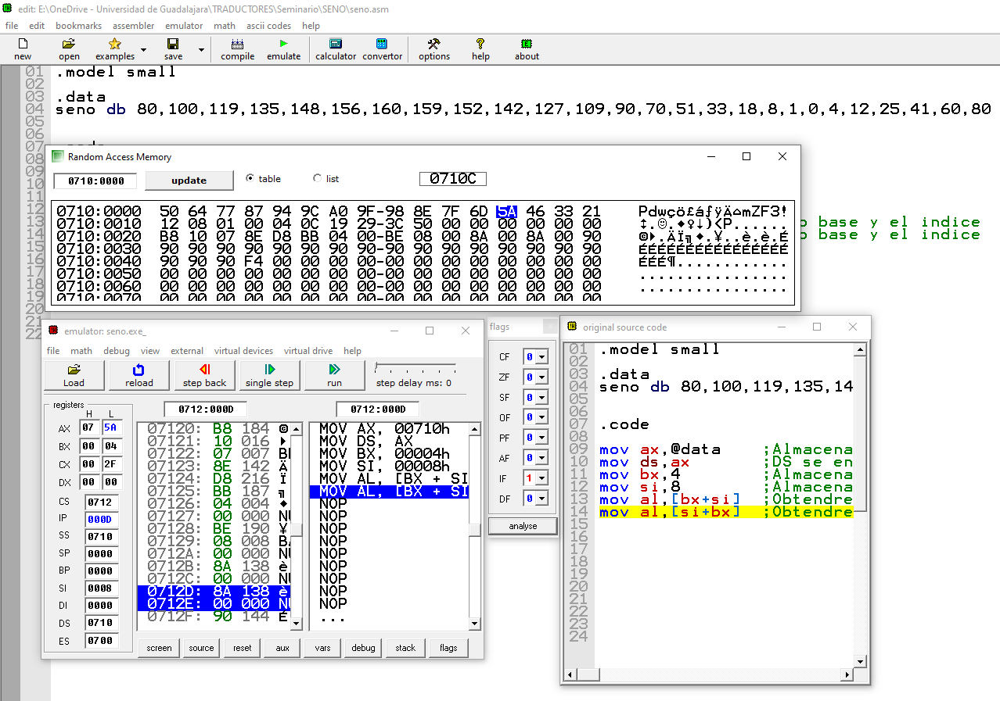 edit: E:\OneDrive - Universidad de Guadalajara\TRADUCTORES\Seminario\SENO\seno.asm
file edit bookmarks assembler emulator math ascii codes help
new open examples save compile emulate calculator convertor options help about
01 .model small
02
03 .data
04 seno db 80,100,119,135,148,156,160,159,152,142,127,109,90,70,51,33,18,8,1,0,4,12,25,41,60,80
05
06
07
08
09
10
11
12
13 o base y el indice
14 o base y el indice
15
16
17
18
19
20
21
22
Random Access Memory
0710:0000 update table list 0710C
0710:0000 50 64 77 87 94 9C A0 9F-98 8E 7F 6D 5A 46 33 21 Pdwçö£áƒÿÄ⌂mZF3!
0710:0010 12 08 01 00 04 0C 19 29-3C 50 00 00 00 00 00 00 ↕.☺.♦♀↓)<P......
0710:0020 B8 10 07 8E D8 BB 04 00-BE 08 00 8A 00 8A 00 90
0710:0030 90 90 90 90 90 90 90 90-90 90 90 90 90 90 90 90 ÉÉÉÉÉÉÉÉÉÉÉÉÉÉÉÉ
0710:0040 90 90 90 F4 00 00 00 00-00 00 00 00 00 00 00 00 ÉÉÉ¶............
0710:0050 00 00 00 00 00 00 00 00-00 00 00 00 00 00 00 00 ................
0710:0060 00 00 00 00 00 00 00 00-00 00 00 00 00 00 00 00 ................
0710:0070 00 00 00 00 00 00 00 00-00 00 00 00 00 00 00 00
emulator: seno.exe_
file math debug view external virtual devices virtual drive help
Load reload step back single step run step delay ms: 0
registers
H L
AX 07 5A
BX 00 04
CX 00 2F
DX 00 00
CS 0712
IP 000D
SS 0710
SP 0000
BP 0000
SI 0008
DI 0000
DS 0710
ES 0700
0712:000D 0712:000D
07120: B8 184 ©
07121: 10 016 ►
07122: 07 007
07123: 8E 142 Ä
07124: D8 216 Ï
07125: BB 187 ╗
07126: 04 004 ♦
07127: 00 000
07128: BE 190 ¥
07129: 08 008
0712A: 00 000
0712B: 8A 138 è
0712C: 00 000
0712D: 8A 138 è
0712E: 00 000
0712F: 90 144 É
MOV AX, 00710h
MOV DS, AX
MOV BX, 00004h
MOV SI, 00008h
MOV AL, [BX + SI
MOV AL, [BX + SI
NOP
NOP
NOP
NOP
NOP
NOP
NOP
NOP
NOP
...
screen source reset aux vars debug stack flags
flags
CF 0
ZF 0
SF 0
OF 0
PF 0
AF 0
IF 1
DF 0
analyse
original source code
01 .model small
02
03 .data
04 seno db 80,100,119,135,14
05
06
07 .code
08
09 mov ax,@data ;Almacena
10 mov ds,ax ;DS se en
11 mov bx,4 ;Almacena
12 mov si,8 ;Almacena
13 mov al,[bx+si] ;Obtendre
14 mov al,[si+bx] ;Obtendre
15
16
17
18
19
20
21
22
23
24